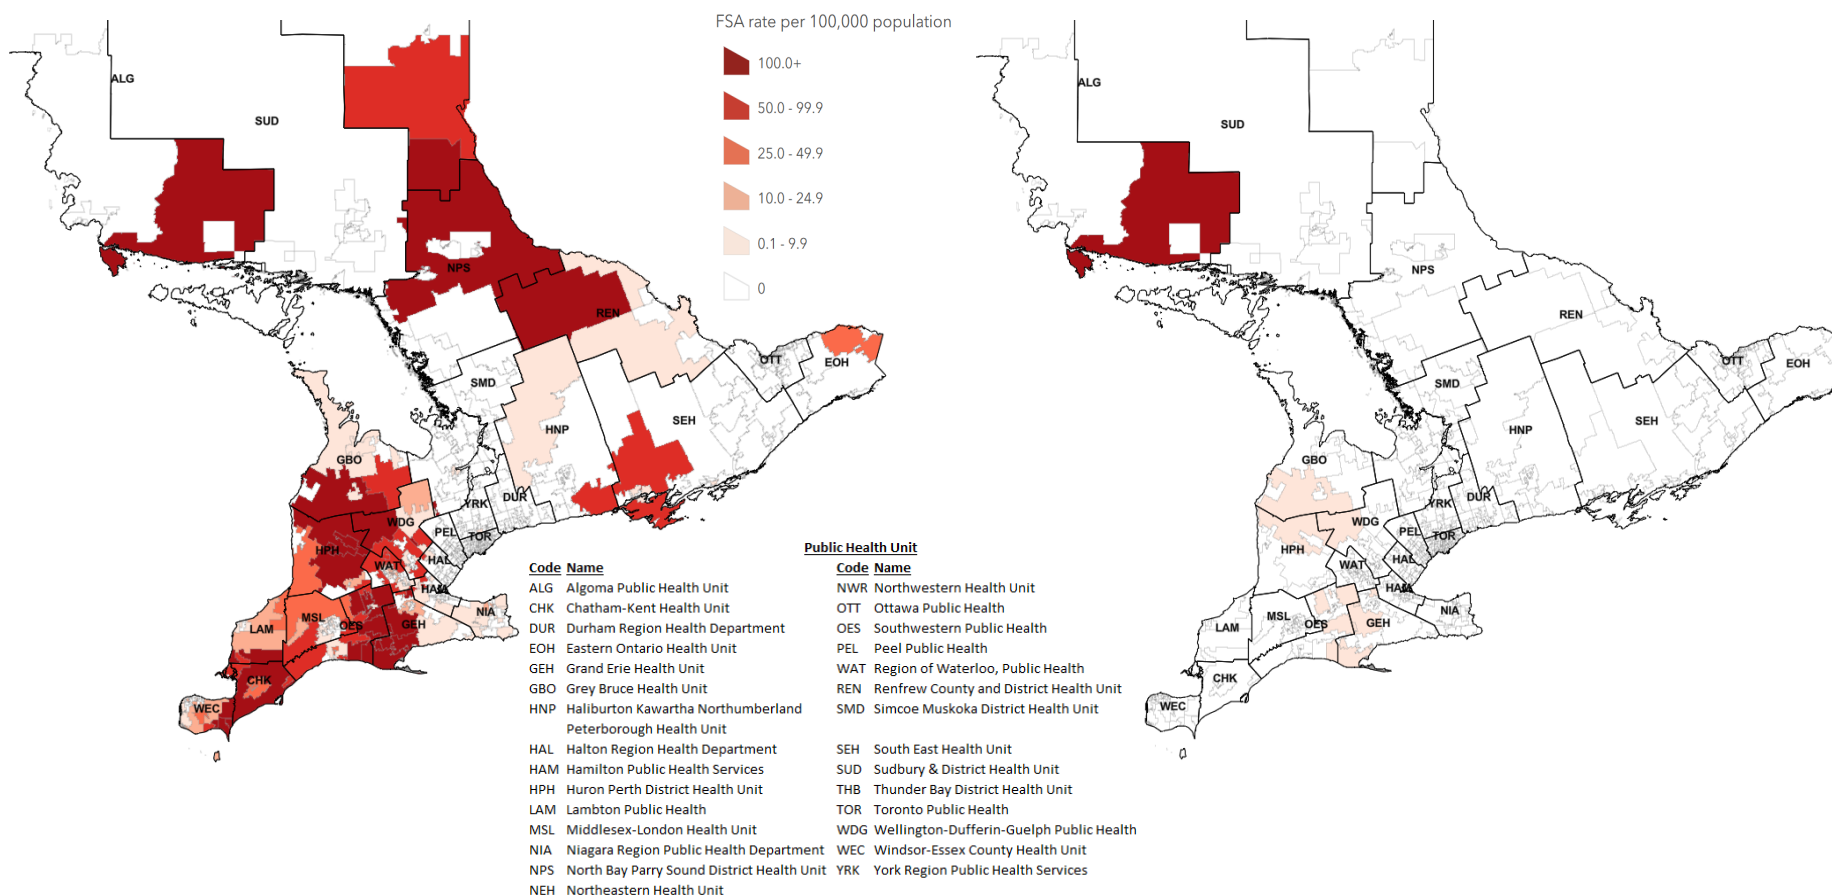 FSA rate per 100,000 population
100.0+
50.0 - 99.9
25.0 - 49.9
10.0 - 24.9
0.1 - 9.9
0
ALG
SUD
NPS
REN
OTT
EOH
SMD
SEH
HNP
GBO
DUR
YRK
WDG
PEL
TOR
HPH
WAT
HAL
HAM
NIA
MSL
OES
GEH
LAM
CHK
WEC
ALG
SUD
NPS
REN
OTT
EOH
SMD
SEH
HNP
GBO
DUR
YRK
WDG
PEL
TOR
HPH
WAT
HAL
HAM
NIA
MSL
OES
GEH
LAM
CHK
WEC
Public Health Unit
Code Name
ALG Algoma Public Health Unit
CHK Chatham-Kent Health Unit
DUR Durham Region Health Department
EOH Eastern Ontario Health Unit
GEH Grand Erie Health Unit
GBO Grey Bruce Health Unit
HNP Haliburton Kawartha Northumberland
Peterborough Health Unit
HAL Halton Region Health Department
HAM Hamilton Public Health Services
HPH Huron Perth District Health Unit
LAM Lambton Public Health
MSL Middlesex-London Health Unit
NIA Niagara Region Public Health Department
NPS North Bay Parry Sound District Health Unit
NEH Northeastern Health Unit
Code Name
NWR Northwestern Health Unit
OTT Ottawa Public Health
OES Southwestern Public Health
PEL Peel Public Health
WAT Region of Waterloo, Public Health
REN Renfrew County and District Health Unit
SMD Simcoe Muskoka District Health Unit
SEH South East Health Unit
SUD Sudbury & District Health Unit
THB Thunder Bay District Health Unit
TOR Toronto Public Health
WDG Wellington-Dufferin-Guelph Public Health
WEC Windsor-Essex County Health Unit
YRK York Region Public Health Services